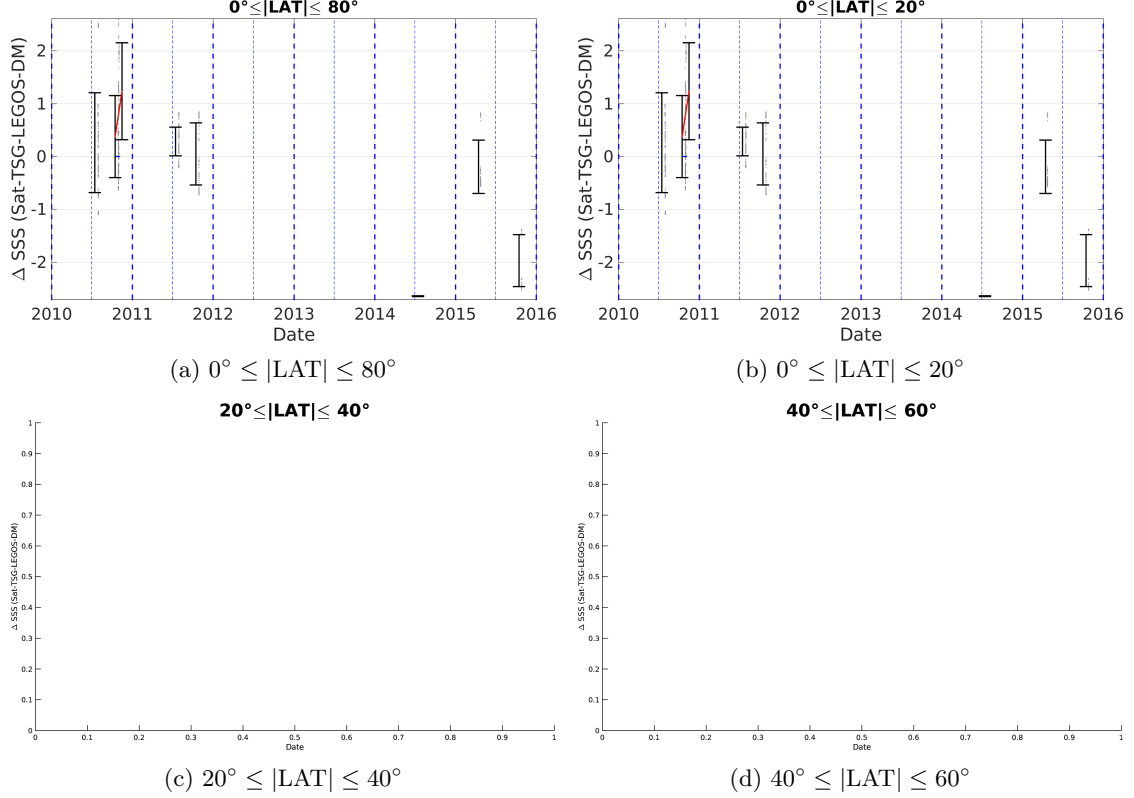 0°≤|LAT|≤ 80°
Δ SSS (Sat-TSG-LEGOS-DM)
2
1
0
-1
-2
2010 2011 2012 2013 2014 2015 2016
Date
(a) 0° ≤ |LAT| ≤ 80°
0°≤|LAT|≤ 20°
Δ SSS (Sat-TSG-LEGOS-DM)
2
1
0
-1
-2
2010 2011 2012 2013 2014 2015 2016
Date
(b) 0° ≤ |LAT| ≤ 20°
20°≤|LAT|≤ 40°
Δ SSS (Sat-TSG-LEGOS-DM)
1
0.9
0.8
0.7
0.6
0.5
0.4
0.3
0.2
0.1
0
0 0.1 0.2 0.3 0.4 0.5 0.6 0.7 0.8 0.9 1
Date
(c) 20° ≤ |LAT| ≤ 40°
40°≤|LAT|≤ 60°
Δ SSS (Sat-TSG-LEGOS-DM)
1
0.9
0.8
0.7
0.6
0.5
0.4
0.3
0.2
0.1
0
0 0.1 0.2 0.3 0.4 0.5 0.6 0.7 0.8 0.9 1
Date
(d) 40° ≤ |LAT| ≤ 60°